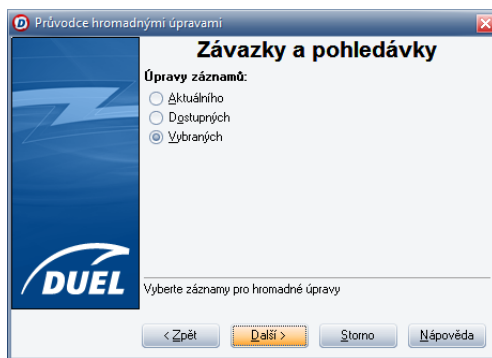 Průvodce hromadnými úpravami
Závazky a pohledávky
Úpravy záznamů:
Aktuálního
Dostupných
Vybraných
DUEL
Vyberte záznamy pro hromadné úpravy
< Zpět Další > Storno Nápověda